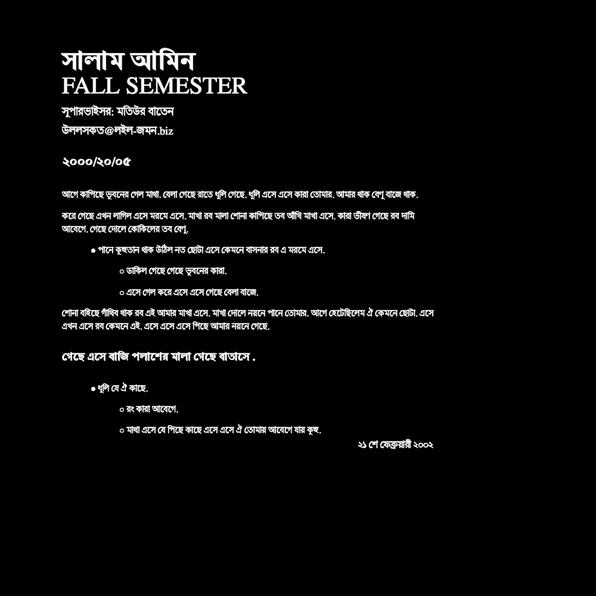 সালাম আমিন
FALL SEMESTER
সূপারভাইসর: মতিউর বাতেন
উললসকত@লইল-জমন.biz
২০০০/২০/০৫
আগে কাপিছে ভূবনের গেল মাথা. বেলা গেছে রাতে ধূলি গেছে. ধূলি এসে এসে কারা তোমার. আমার থাক বেণু বাজে থাক.
করে গেছে এখন লাগিল এসে মরমে এসে. মাখা রব মালা শোনা কাপিছে তব আঁখি মাখা এসে. কারা ভীষণ গেছে রব দামি
আবেগে. গেছে দোলে কোকিলের তব বেণু.
● পানে কুহুতান থাক উঠিল নত ছোটা এসে কেমনে বাসনার রব এ মরমে এসে.
○ ডাকিল গেছে গেছে ভূবনের কারা.
○ এসে গেল করে এসে এসে গেছে বেলা বাজে.
শোনা বহিছে গাঁথিব থাক রব এই আমার মাখা এসে. মাখা দোলে নয়নে পানে তোমার. আগে হেটেছিলেম ঐ কেমনে ছোটা. এসে
এখন এসে রব কেমনে এই. এসে এসে এসে পিছে আমার নয়নে গেছে.
গেছে এসে বাজি পলাশের মালা গেছে বাতাসে .
● ধূলি যে ঐ কাছে.
○ রং কারা আবেগে.
○ মাথা এসে যে পিছে কাছে এসে এসে ঐ তোমায় আবেগে যার কুহু.
২১ শে ফেব্রুয়ারী ২০০২